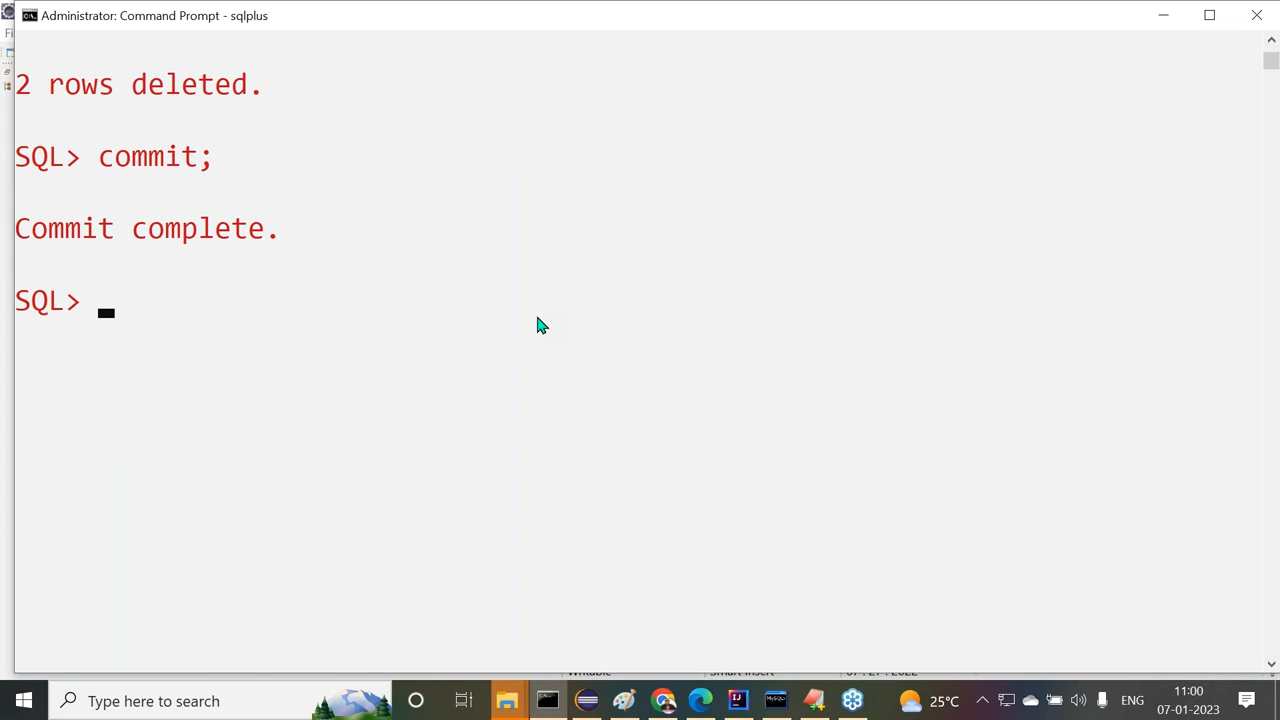 Administrator: Command Prompt - sqlplus
Fi
2 rows deleted.
SQL> commit;
Commit complete.
SQL>
Type here to search
25°C
ENG
11:00
07-01-2023